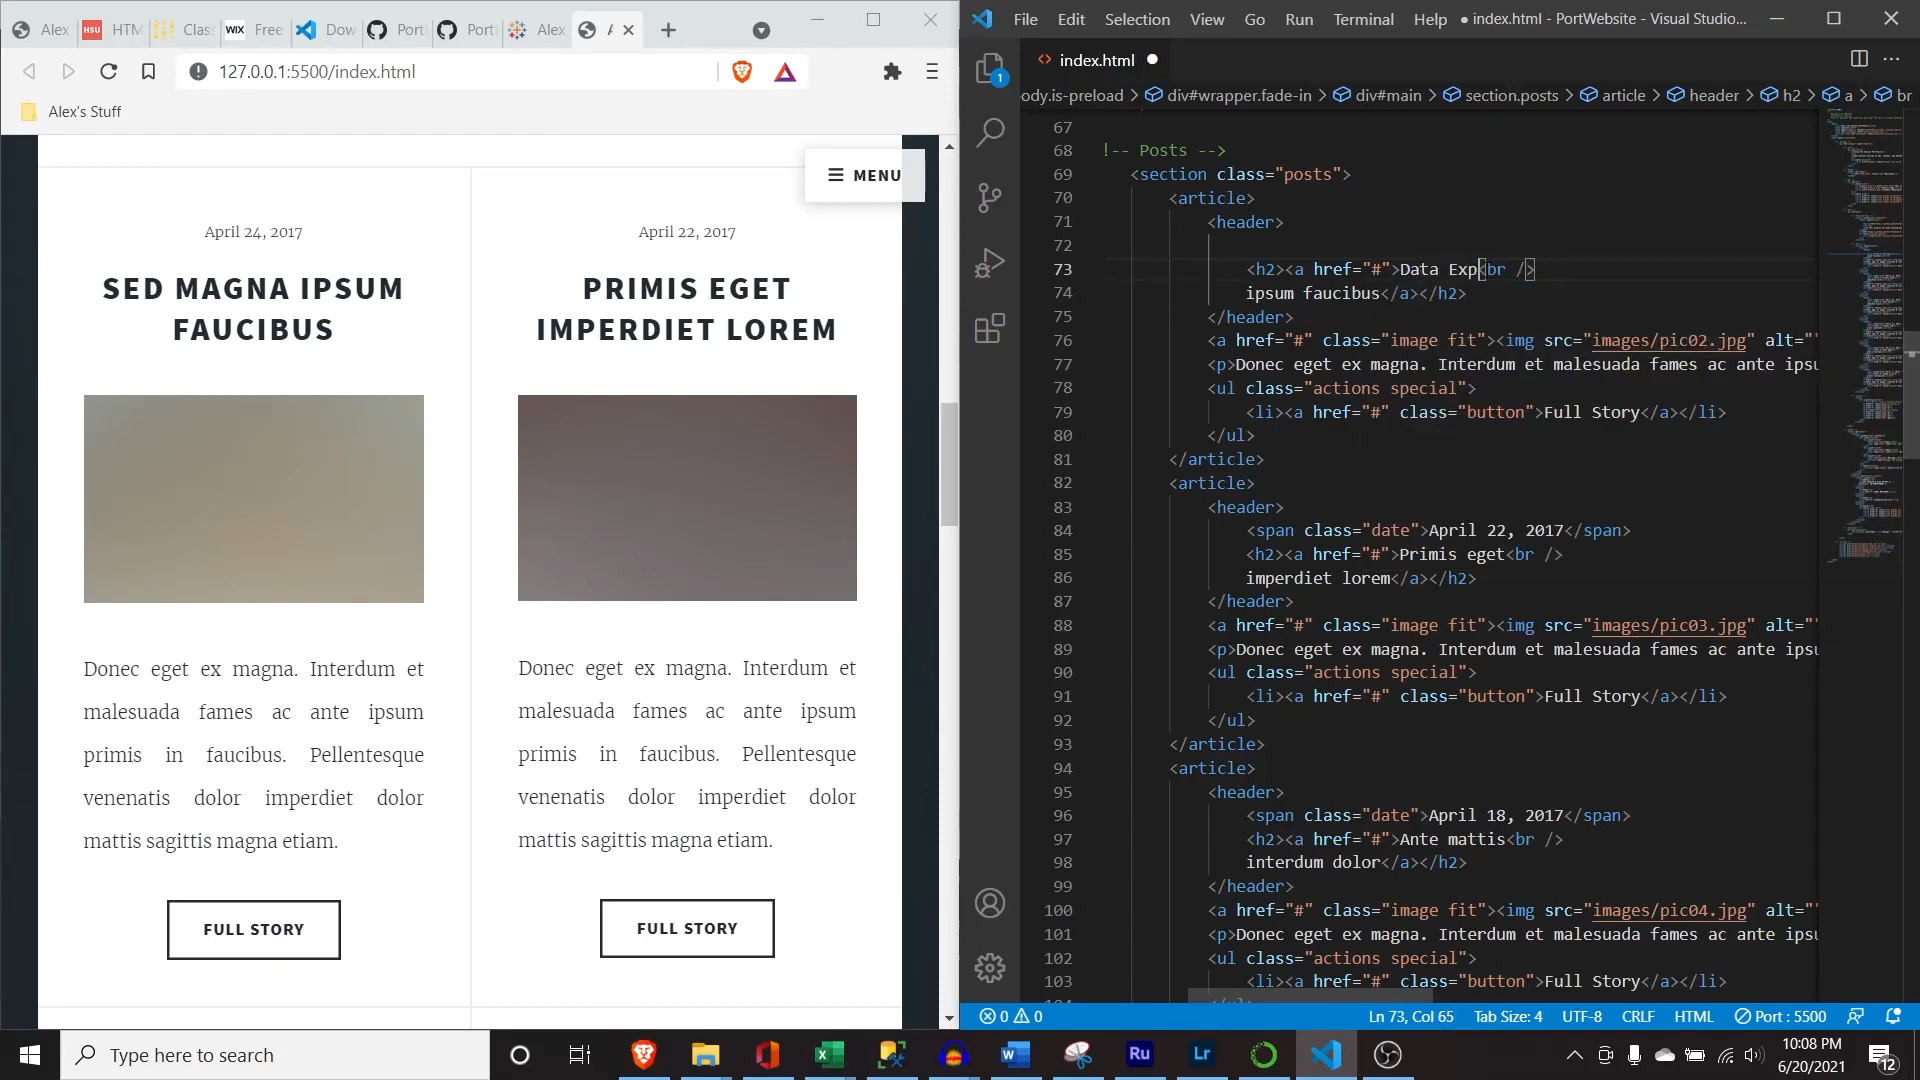 Alex
HSU HTM
Class
WIX Free
Dow
Port
Port
Alex
127.0.0.1:5500/index.html
Alex's Stuff
MENU
April 24, 2017
SED MAGNA IPSUM
FAUCIBUS
Donec eget ex magna. Interdum et
malesuada fames ac ante ipsum
primis in faucibus. Pellentesque
venenatis dolor imperdiet dolor
mattis sagittis magna etiam.
FULL STORY
April 22, 2017
PRIMIS EGET
IMPERDIET LOREM
Donec eget ex magna. Interdum et
malesuada fames ac ante ipsum
primis in faucibus. Pellentesque
venenatis dolor imperdiet dolor
mattis sagittis magna etiam.
FULL STORY
File Edit Selection View Go Run Terminal Help ● index.html - PortWebsite - Visual Studio...
1
index.html
ody.is-preload > div#wrapper.fade-in > div#main > section.posts > article > header > h2 > a > br
67
68 !-- Posts -->
69 <section class="posts">
70 <article>
71 <header>
72
73 <h2><a href="#">Data Exp<br />
74 ipsum faucibus</a></h2>
75 </header>
76 <a href="#" class="image fit"><img src="images/pic02.jpg" alt="'
77 <p>Donec eget ex magna. Interdum et malesuada fames ac ante ipsu
78 <ul class="actions special">
79 <li><a href="#" class="button">Full Story</a></li>
80 </ul>
81 </article>
82 <article>
83 <header>
84 <span class="date">April 22, 2017</span>
85 <h2><a href="#">Primis eget<br />
86 imperdiet lorem</a></h2>
87 </header>
88 <a href="#" class="image fit"><img src="images/pic03.jpg" alt="'
89 <p>Donec eget ex magna. Interdum et malesuada fames ac ante ipsu
90 <ul class="actions special">
91 <li><a href="#" class="button">Full Story</a></li>
92 </ul>
93 </article>
94 <article>
95 <header>
96 <span class="date">April 18, 2017</span>
97 <h2><a href="#">Ante mattis<br />
98 interdum dolor</a></h2>
99 </header>
100 <a href="#" class="image fit"><img src="images/pic04.jpg" alt="'
101 <p>Donec eget ex magna. Interdum et malesuada fames ac ante ipsu
102 <ul class="actions special">
103 <li><a href="#" class="button">Full Story</a></li>
0 0 Ln 73, Col 65 Tab Size: 4 UTF-8 CRLF HTML Port : 5500
Type here to search
Ru
Lr
10:08 PM
6/20/2021
12